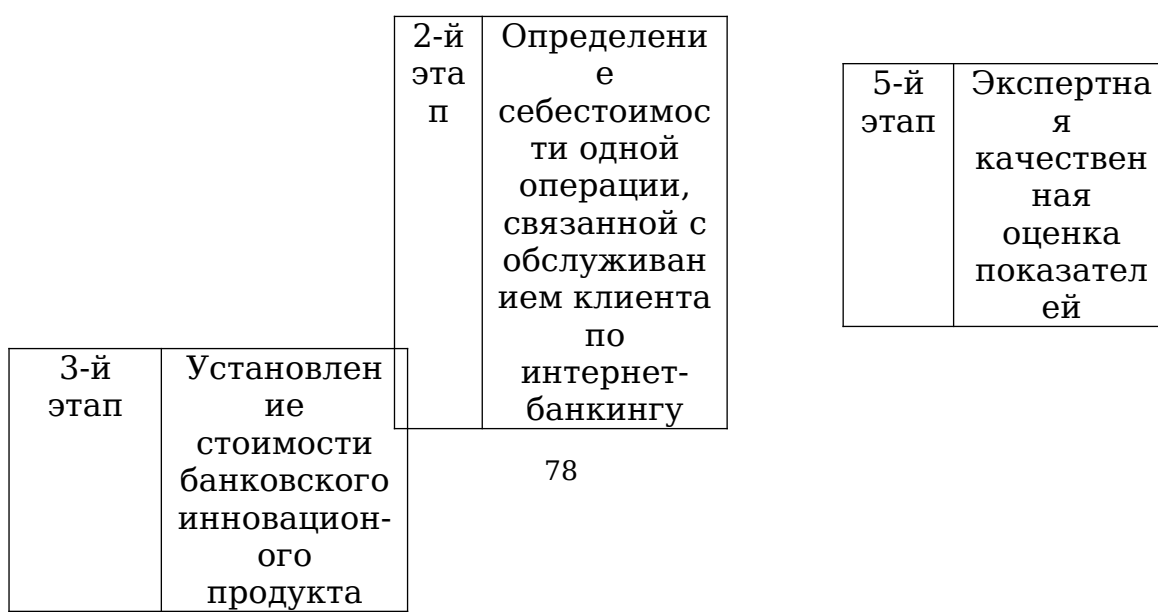 2-й
эта
п
Определени
е
себестоимос
ти одной
операции,
связанной с
обслуживан
ием клиента
по
интернет-
банкингу
5-й
этап
Экспертна
я
качествен
ная
оценка
показател
ей
3-й
этап
Установлен
ие
стоимости
банковского
инновацион-
ого
продукта
78